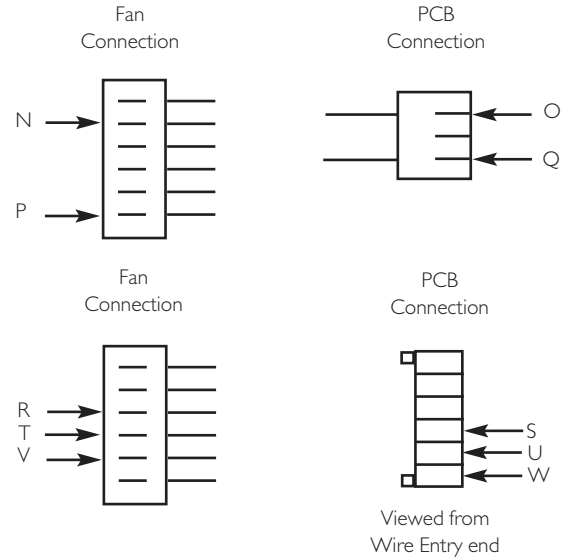 Fan
Connection
PCB
Connection
N
P
O
Q
Fan
Connection
PCB
Connection
R
T
V
S
U
W
Viewed from
Wire Entry end